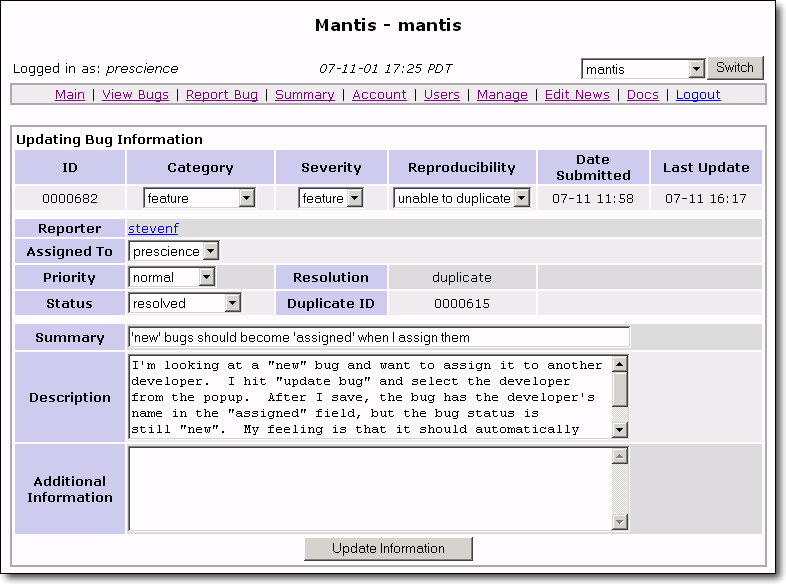 Mantis - mantis
Logged in as: prescience 07-11-01 17:25 PDT mantis Switch
Main | View Bugs | Report Bug | Summary | Account | Users | Manage | Edit News | Docs | Logout
Updating Bug Information
ID Category Severity Reproducibility Date Submitted Last Update
0000682 feature feature unable to duplicate 07-11 11:58 07-11 16:17
Reporter stevenf
Assigned To prescience
Priority normal Resolution duplicate
Status resolved Duplicate ID 0000615
Summary 'new' bugs should become 'assigned' when I assign them
Description
I'm looking at a "new" bug and want to assign it to another
developer.  I hit "update bug" and select the developer
from the popup.  After I save, the bug has the developer's
name in the "assigned" field, but the bug status is
still "new".  My feeling is that it should automatically
Additional
Information
Update Information